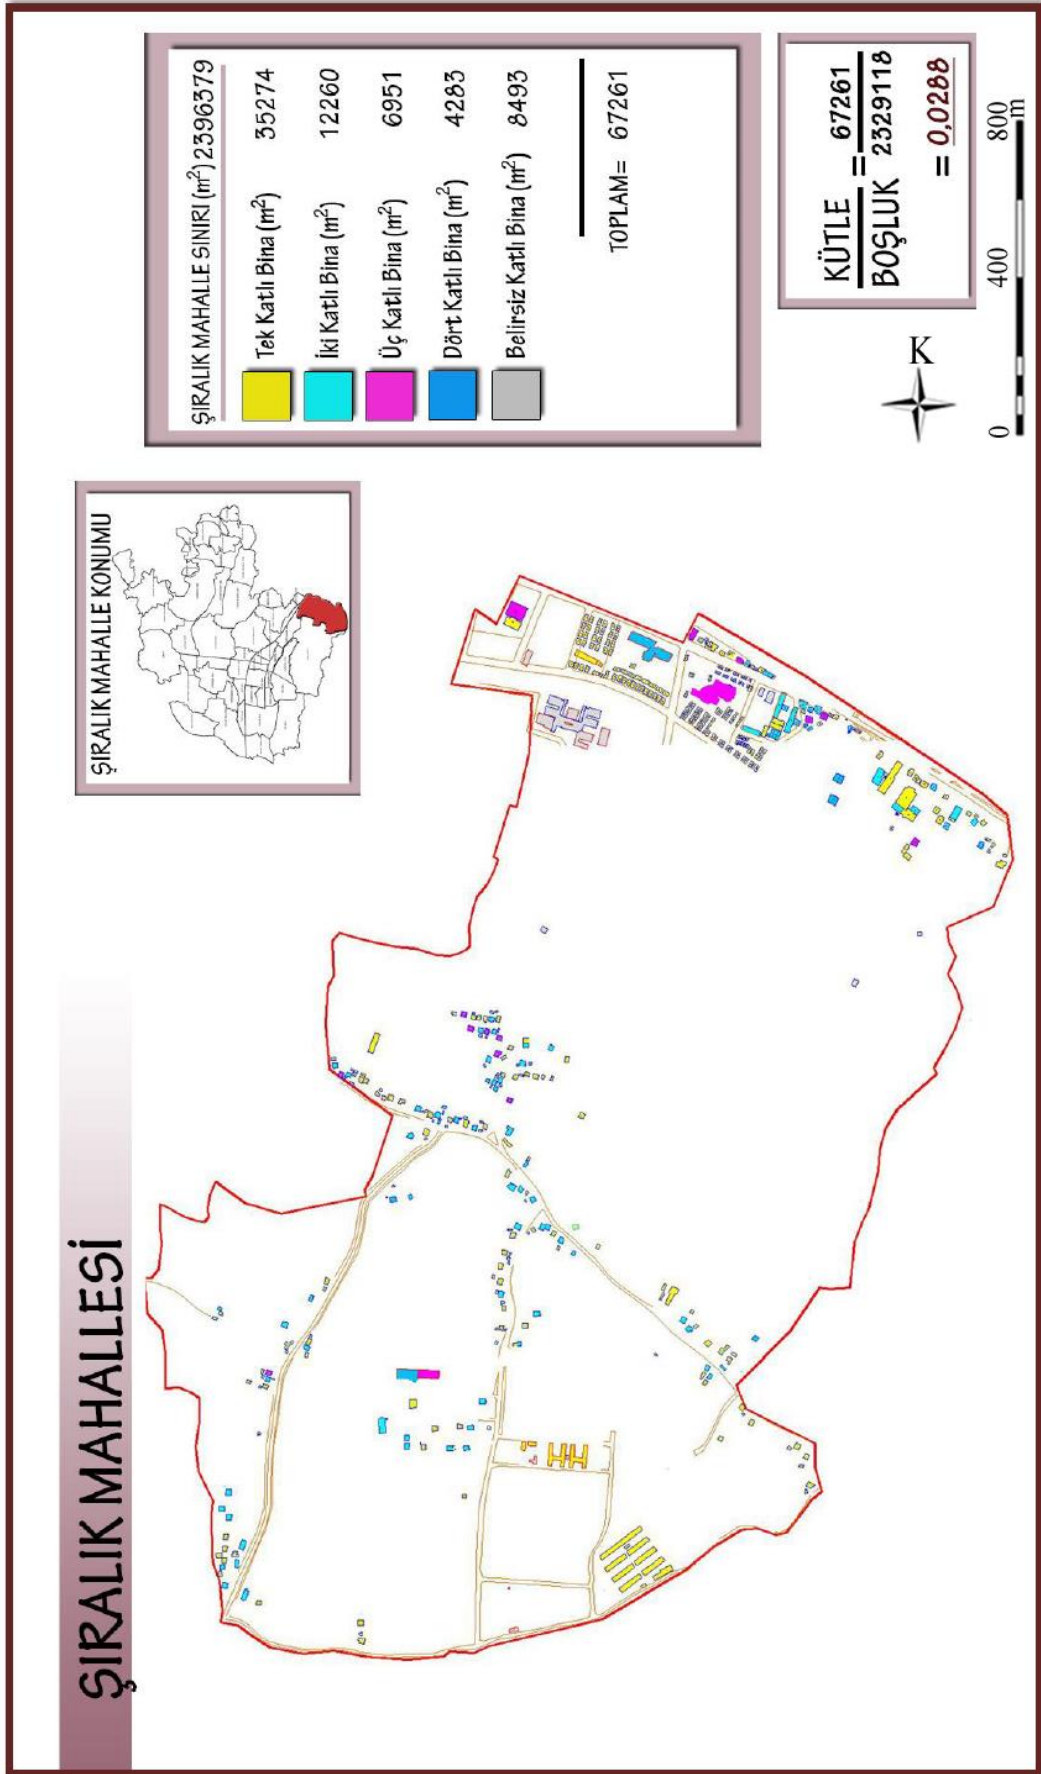 ŞIRALIK MAHALLESİ
ŞIRALIK MAHALLE KONUMU
ŞIRALIK MAHALLE SINIRI (m²) 2396379
Tek Katlı Bina (m²) 35274
İki Katlı Bina (m²) 12260
Üç Katlı Bina (m²) 6951
Dört Katlı Bina (m²) 4283
Belirsiz Katlı Bina (m²) 8493
TOPLAM= 67261
KÜTLE = 67261
BOŞLUK 2329118
= 0,0288
K
0 400 800
m